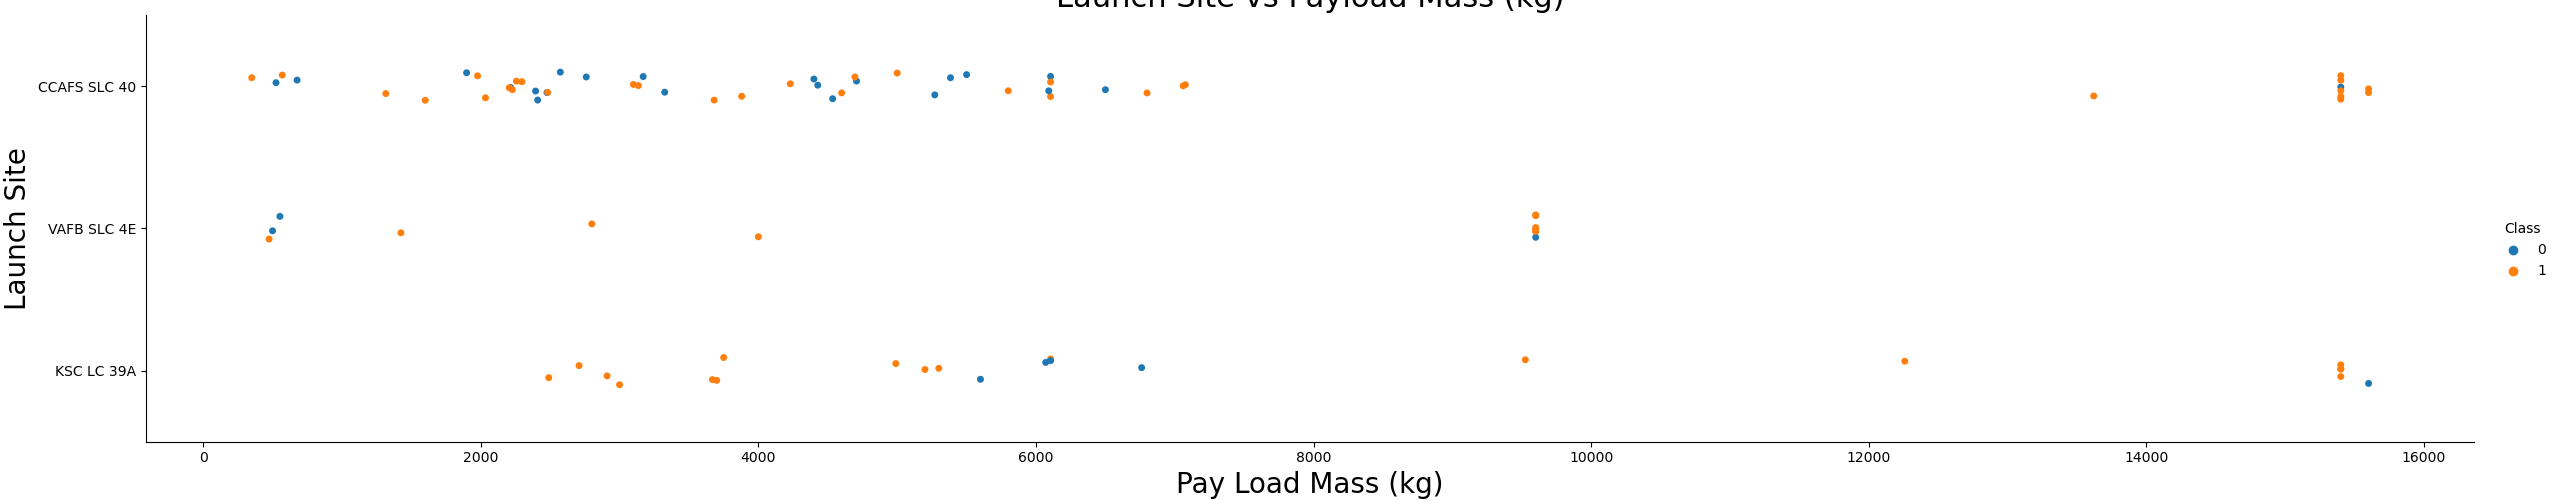 Launch Site vs Payload Mass (kg)
CCAFS SLC 40
VAFB SLC 4E
KSC LC 39A
Launch Site
0 2000 4000 6000 8000 10000 12000 14000 16000
Pay Load Mass (kg)
Class
0
1